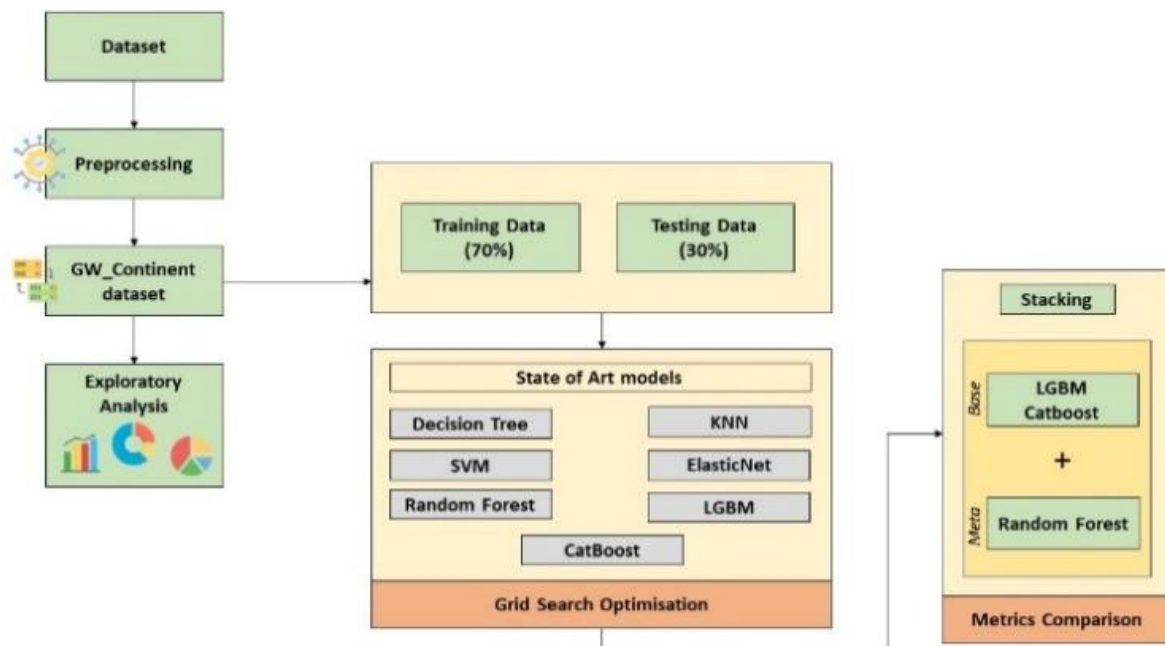 Dataset
Preprocessing
GW_Continent
dataset
Exploratory
Analysis
Training Data
(70%)
Testing Data
(30%)
State of Art models
Decision Tree
KNN
SVM
ElasticNet
Random Forest
LGBM
CatBoost
Grid Search Optimisation
Stacking
Base
LGBM
Catboost
+
Meta
Random Forest
Metrics Comparison